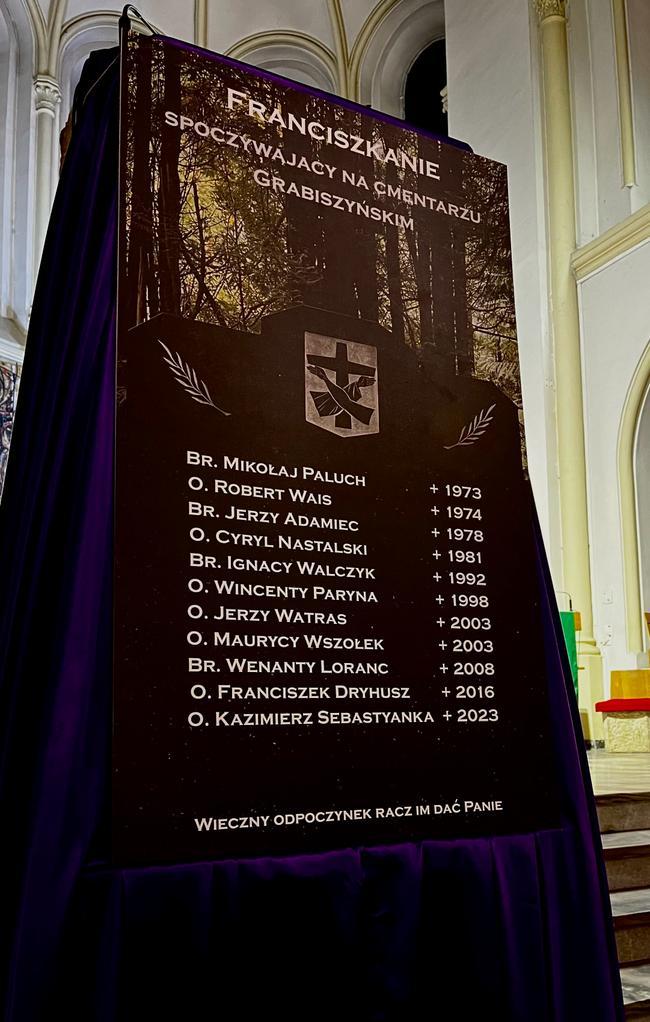 FRANCISZKANIE
SPOCZYWAJĄCY NA CMENTARZU
GRABISZYŃSKIM
BR. MIKOŁAJ PALUCH + 1973
O. ROBERT WAIS + 1974
BR. JERZY ADAMIEC + 1978
O. CYRYL NASTALSKI + 1981
BR. IGNACY WALCZYK + 1992
O. WINCENTY PARYNA + 1998
O. JERZY WATRAS + 2003
O. MAURYCY WSZOŁEK + 2003
BR. WENANTY LORANC + 2008
O. FRANCISZEK DRYHUSZ + 2016
O. KAZIMIERZ SEBASTYANKA + 2023
WIECZNY ODPOCZYNEK RACZ IM DAĆ PANIE